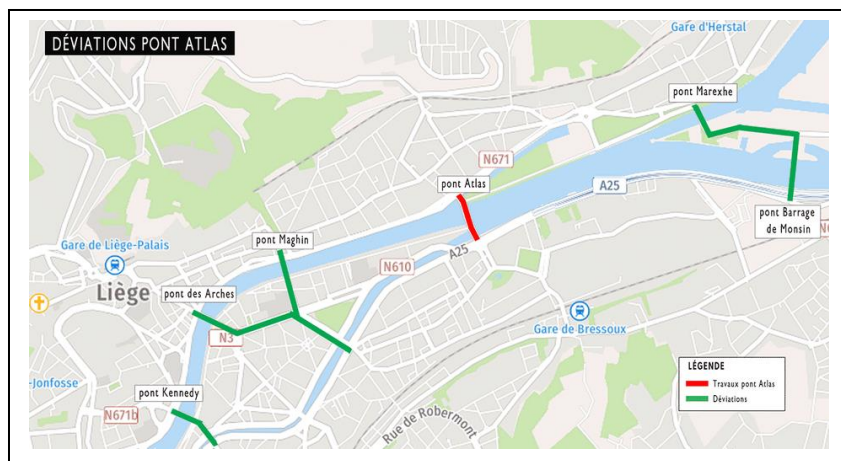 DÉVIATIONS PONT ATLAS
Gare d'Herstal
pont Marexhe
N671
pont Atlas
A25
pont Barrage
de Monsin
pont Maghin
A25
Gare de Liège-Palais
N610
Liège
pont des Arches
N3
Gare de Bressoux
-Jonfosse
pont Kennedy
N671b
Rue de Robermont
LÉGENDE
Travaux pont Atlas
Déviations